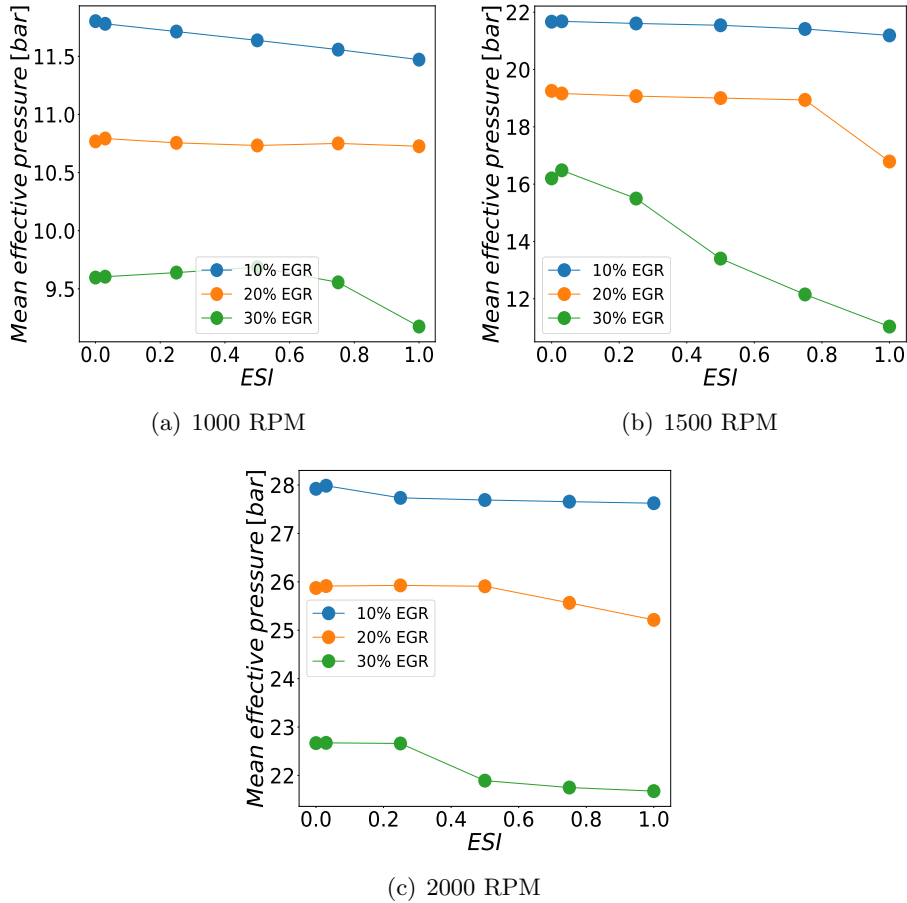 Mean effective pressure [bar]
11.5
11.0
10.5
10.0
9.5
10% EGR
20% EGR
30% EGR
0.0 0.2 0.4 0.6 0.8 1.0
ESI
(a) 1000 RPM
Mean effective pressure [bar]
22
20
18
16
14
12
10% EGR
20% EGR
30% EGR
0.0 0.2 0.4 0.6 0.8 1.0
ESI
(b) 1500 RPM
Mean effective pressure [bar]
28
27
26
25
24
23
22
10% EGR
20% EGR
30% EGR
0.0 0.2 0.4 0.6 0.8 1.0
ESI
(c) 2000 RPM